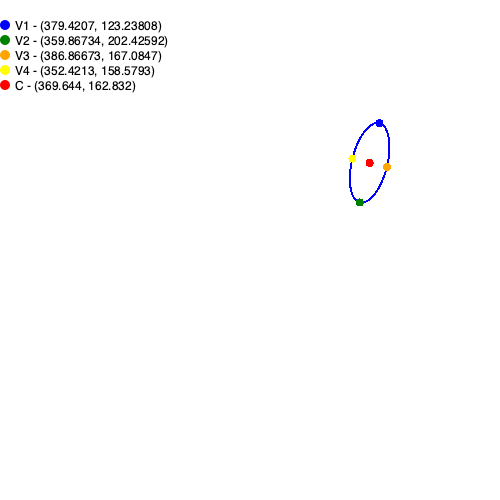 V1 - (379.4207, 123.23808)
V2 - (359.86734, 202.42592)
V3 - (386.86673, 167.0847)
V4 - (352.4213, 158.5793)
C - (369.644, 162.832)